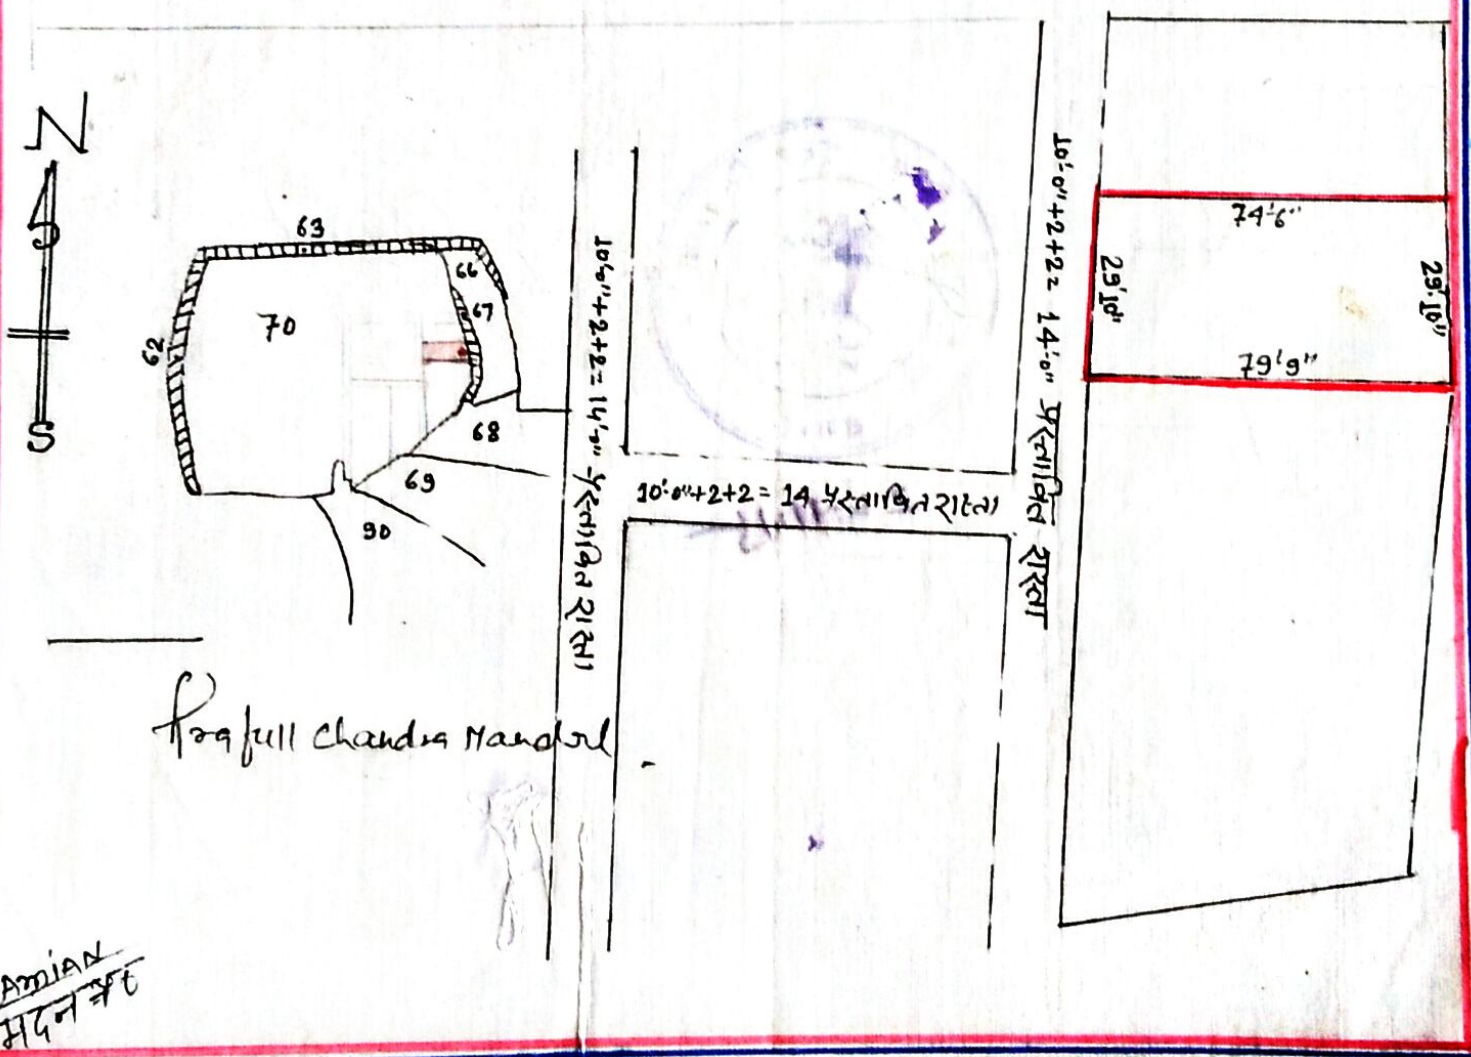 N
S
63
62
70
66
67
68
69
90
10'-0"+2+2= 14'-0" प्रस्तावित रास्ता
10'-0"+2+2 = 14 प्रस्तावित रास्ता
10'-0"+2+2= 14'-0" प्रस्तावित रास्ता
74'-6"
29'10"
29'.10"
79'9"
Prafull Chandra Mandal
AmiAN
मदन